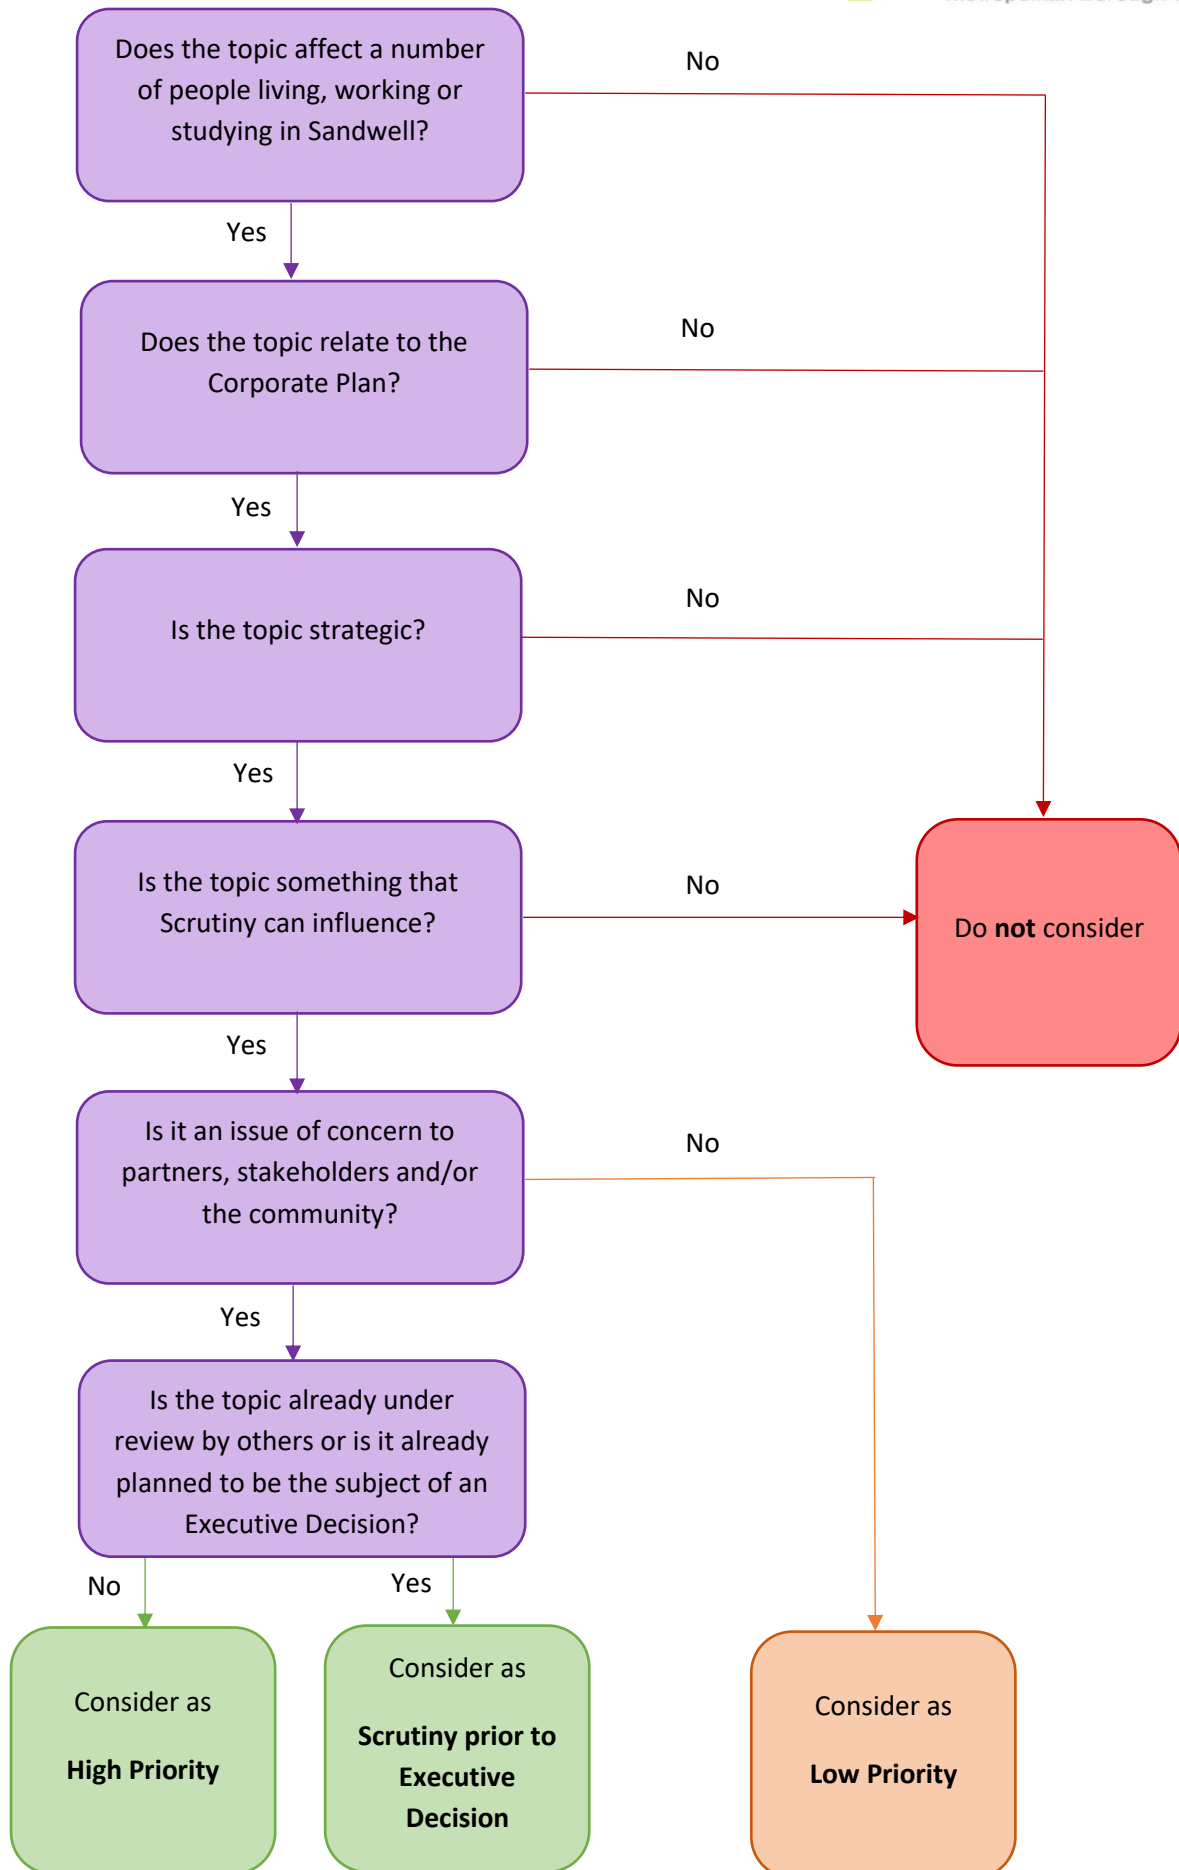 Does the topic affect a number
of people living, working or
studying in Sandwell?
No
Yes
Does the topic relate to the
Corporate Plan?
No
Yes
Is the topic strategic?
No
Yes
Is the topic something that
Scrutiny can influence?
No
Do not consider
Yes
Is it an issue of concern to
partners, stakeholders and/or
the community?
No
Yes
Is the topic already under
review by others or is it already
planned to be the subject of an
Executive Decision?
No
Yes
Consider as
High Priority
Consider as
Scrutiny prior to
Executive
Decision
Consider as
Low Priority